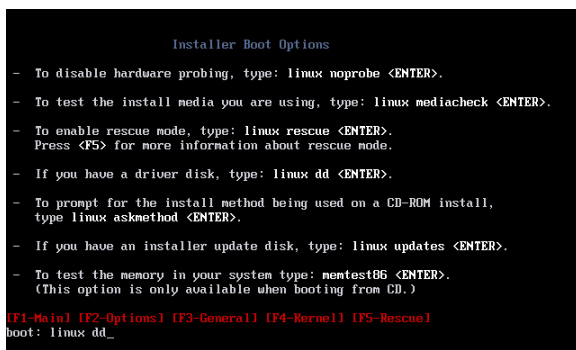 Installer Boot Options
- To disable hardware probing, type: linux noprobe <ENTER>.
- To test the install media you are using, type: linux mediacheck <ENTER>.
- To enable rescue mode, type: linux rescue <ENTER>.
Press <F5> for more information about rescue mode.
- If you have a driver disk, type: linux dd <ENTER>.
- To prompt for the install method being used on a CD-ROM install,
type linux askmethod <ENTER>.
- If you have an installer update disk, type: linux updates <ENTER>.
- To test the memory in your system type: memtest86 <ENTER>.
(This option is only available when booting from CD.)
[F1-Main] [F2-Options] [F3-General] [F4-Kernel] [F5-Rescue]
boot: linux dd_